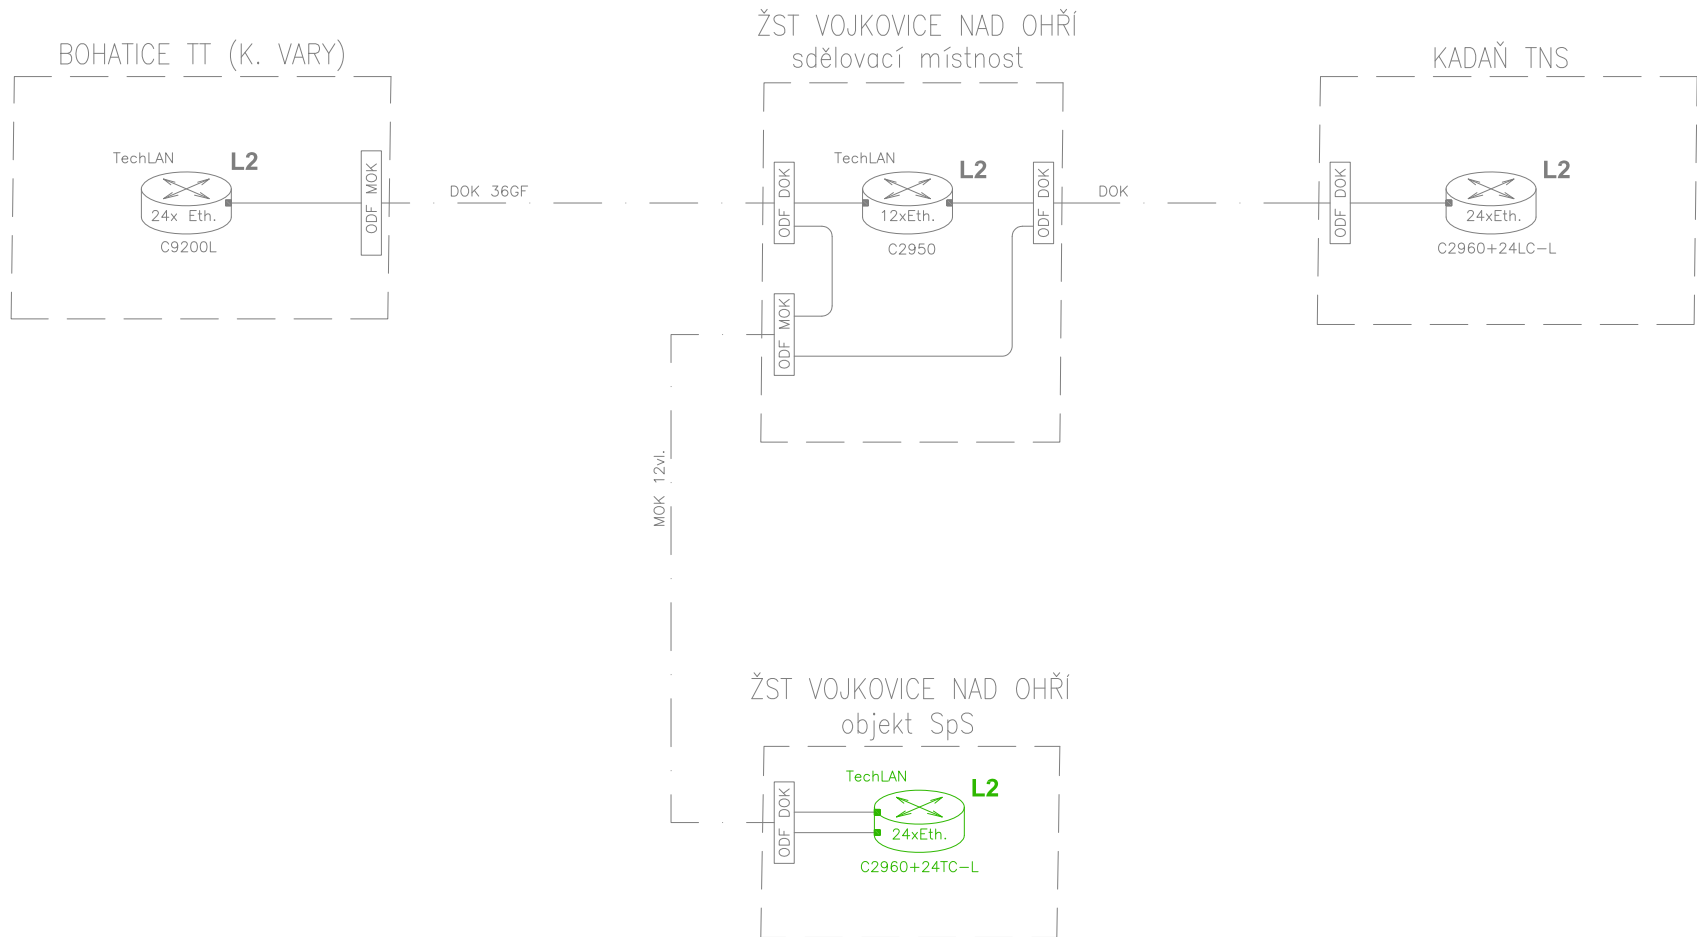 BOHATICE TT (K. VARY)
TechLAN
L2
24x Eth.
C9200L
ODF MOK
DOK 36GF
ŽST VOJKOVICE NAD OHŘÍ
sdělovací místnost
ODF DOK
TechLAN
L2
12xEth.
C2950
ODF DOK
ODF MOK
DOK
KADAŇ TNS
ODF DOK
L2
24xEth.
C2960+24LC-L
MOK 12vl.
ŽST VOJKOVICE NAD OHŘÍ
objekt SpS
ODF DOK
TechLAN
L2
24xEth.
C2960+24TC-L